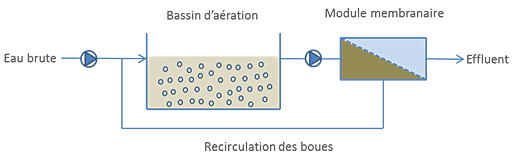 Bassin d'aération
Module membranaire
Eau brute
Effluent
Recirculation des boues